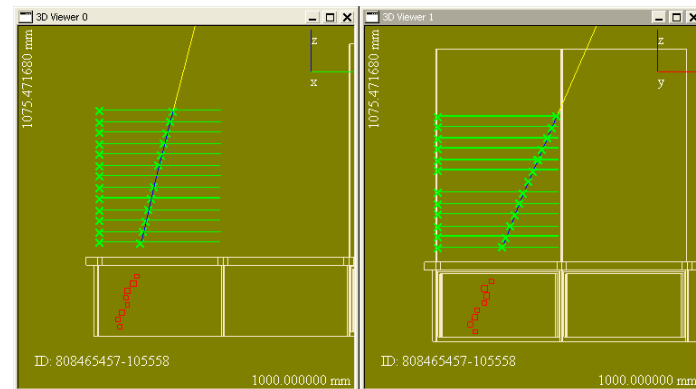 3D Viewer 0
z
x
1075.471680 mm
ID: 808465457-105558
1000.000000 mm
3D Viewer 1
z
y
1075.471680 mm
ID: 808465457-105558
1000.000000 mm